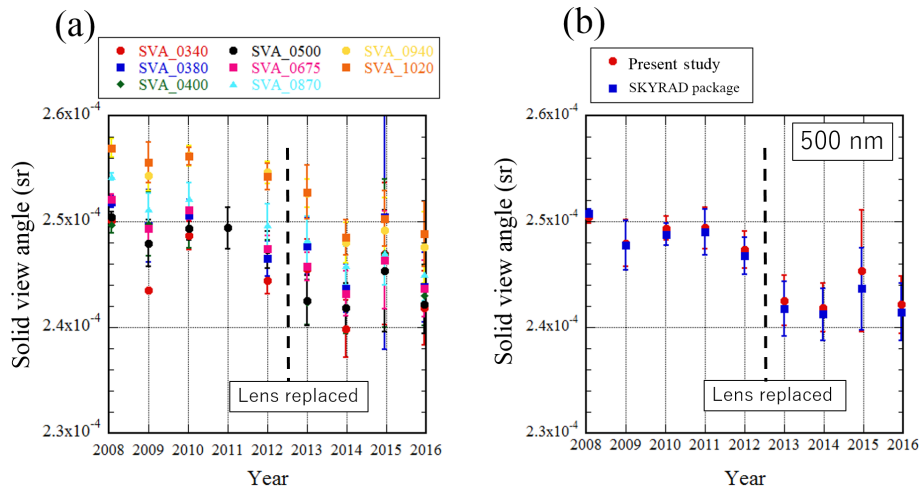 (a)
SVA_0340 SVA_0500 SVA_0940
SVA_0380 SVA_0675 SVA_1020
SVA_0400 SVA_0870
2.6x10-4
2.5x10-4
2.4x10-4
2.3x10-4
Solid view angle (sr)
Lens replaced
2008 2009 2010 2011 2012 2013 2014 2015 2016
Year
(b)
Present study
SKYRAD package
500 nm
2.6x10-4
2.5x10-4
2.4x10-4
2.3x10-4
Solid view angle (sr)
Lens replaced
2008 2009 2010 2011 2012 2013 2014 2015 2016
Year